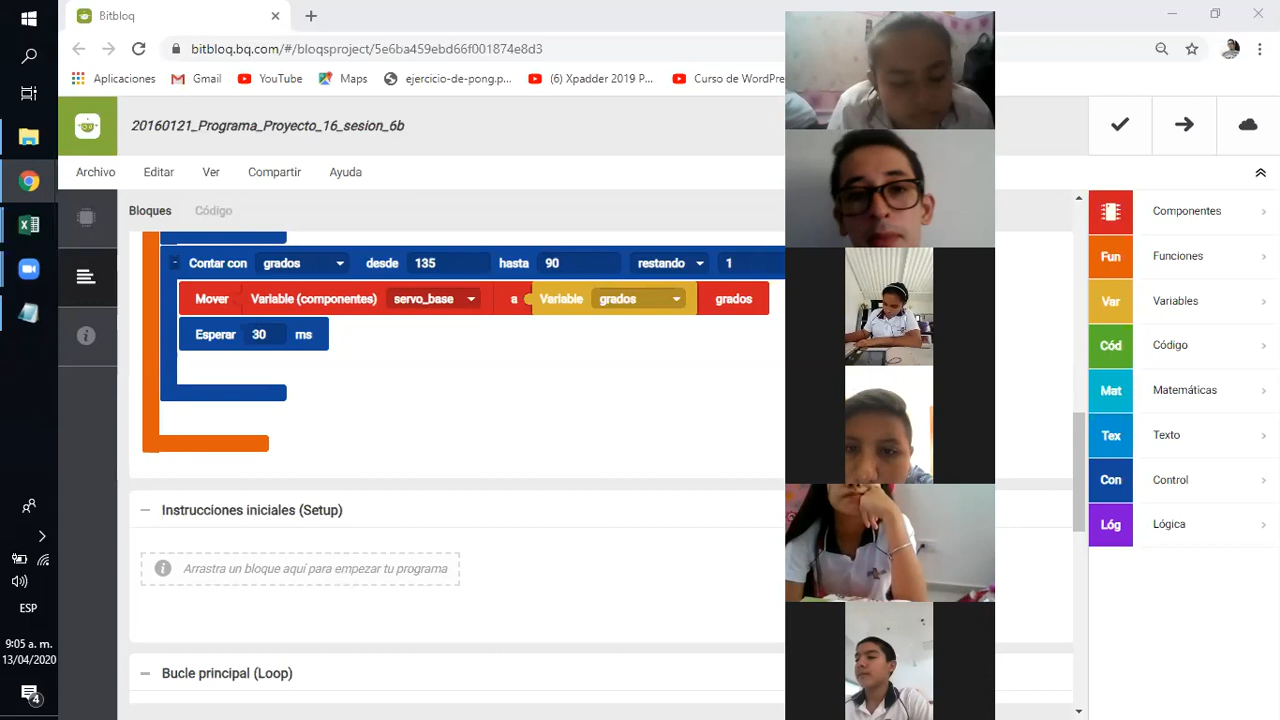 Bitbloq
bitbloq.bq.com/#/bloqsproject/5e6ba459ebd66f001874e8d3
Aplicaciones Gmail YouTube Maps ejercicio-de-pong.p... (6) Xpadder 2019 P... Curso de WordPre
20160121_Programa_Proyecto_16_sesion_6b
Archivo Editar Ver Compartir Ayuda
Bloques Código
Contar con grados desde 135 hasta 90 restando 1
Mover Variable (componentes) servo_base a Variable grados grados
Esperar 30 ms
Instrucciones iniciales (Setup)
Arrastra un bloque aquí para empezar tu programa
Bucle principal (Loop)
Componentes
Fun Funciones
Var Variables
Cód Código
Mat Matemáticas
Tex Texto
Con Control
Lóg Lógica
ESP
9:05 a. m.
13/04/2020
4